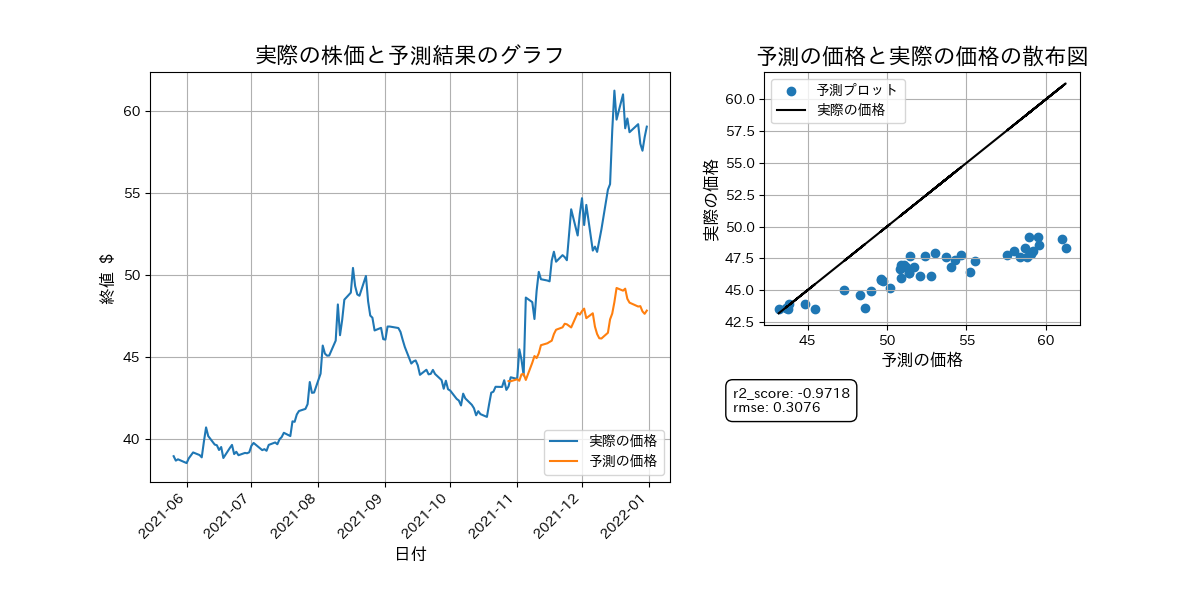 実際の株価と予測結果のグラフ
終値 $
60
55
50
45
40
2021-06
2021-07
2021-08
2021-09
2021-10
2021-11
2021-12
2022-01
日付
実際の価格
予測の価格
予測の価格と実際の価格の散布図
予測プロット
実際の価格
実際の価格
60.0
57.5
55.0
52.5
50.0
47.5
45.0
42.5
45
50
55
60
予測の価格
r2_score: -0.9718
rmse: 0.3076